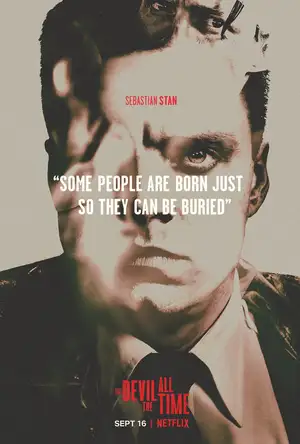 SEBASTIAN STAN
“SOME PEOPLE ARE BORN JUST
SO THEY CAN BE BURIED”
THE DEVIL ALL
THE TIME
SEPT 16 | NETFLIX